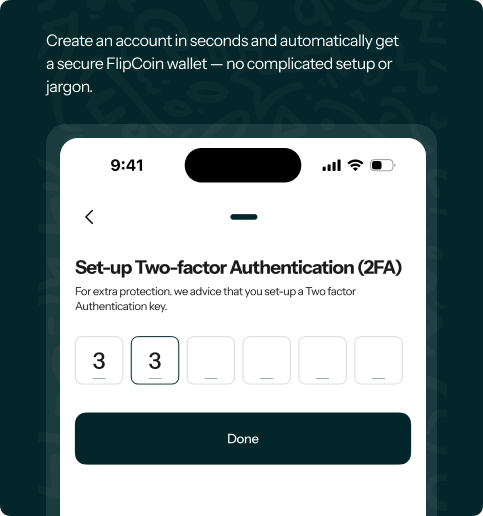 Create an account in seconds and automatically get
a secure FlipCoin wallet — no complicated setup or
jargon.
9:41
Set-up Two-factor Authentication (2FA)
For extra protection. we advice that you set-up a Two factor
Authentication key.
3 3
Done